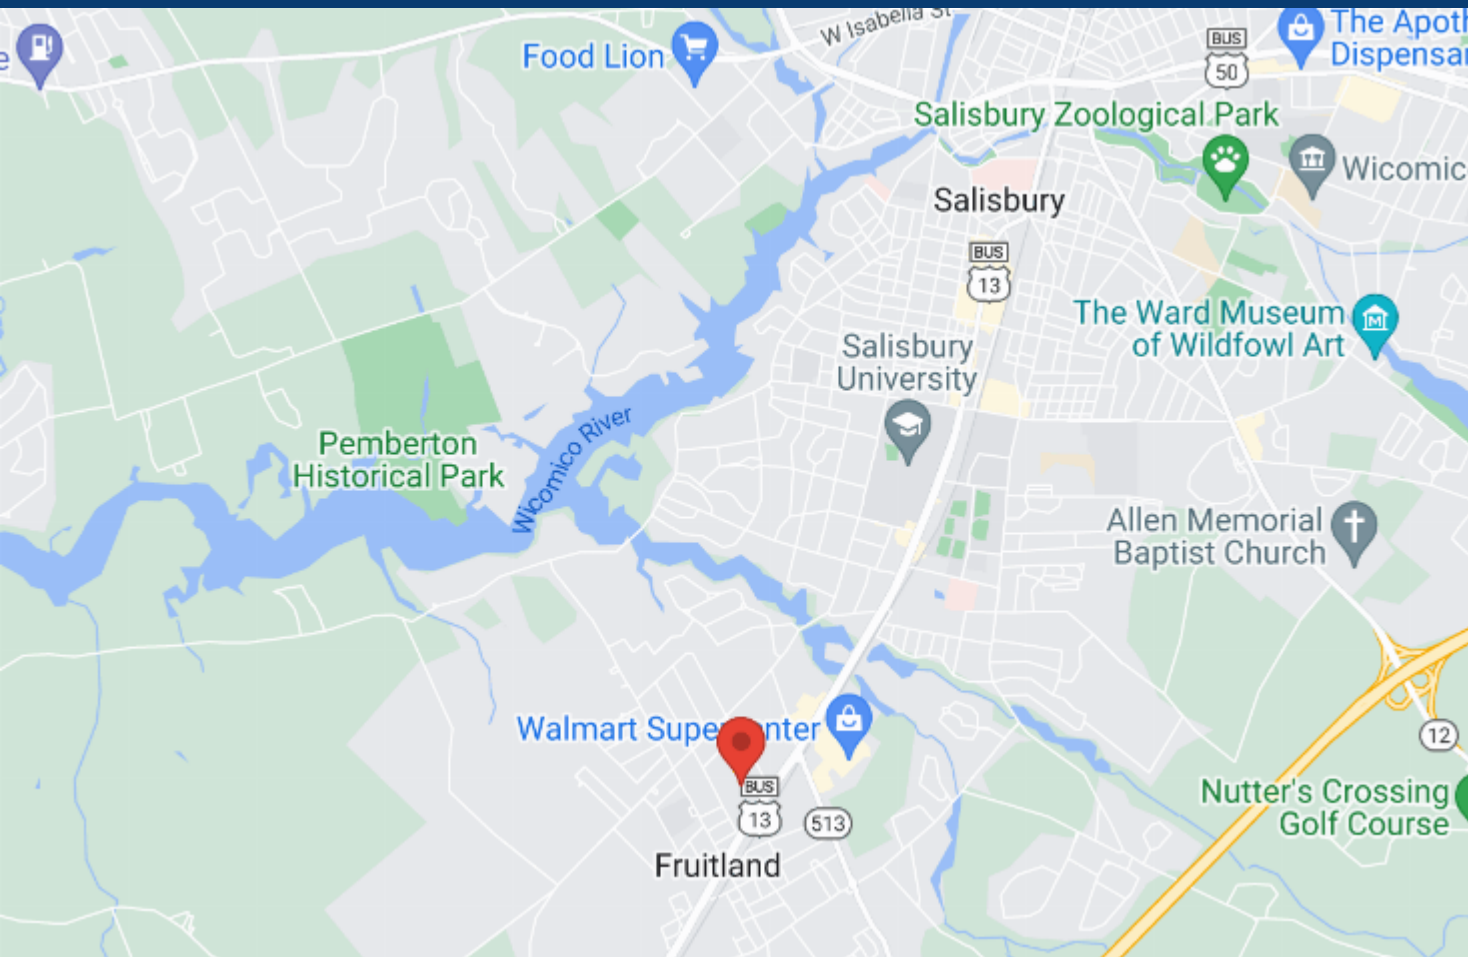 W Isabella St
The Apoth
Dispensar
BUS
50
e
Food Lion
Salisbury Zoological Park
Wicomic
Salisbury
BUS
13
The Ward Museum
of Wildfowl Art
Salisbury
University
Wicomico River
Pemberton
Historical Park
Allen Memorial
Baptist Church
Walmart Supe nter
12
BUS
13
513
Nutter's Crossing
Golf Course
Fruitland